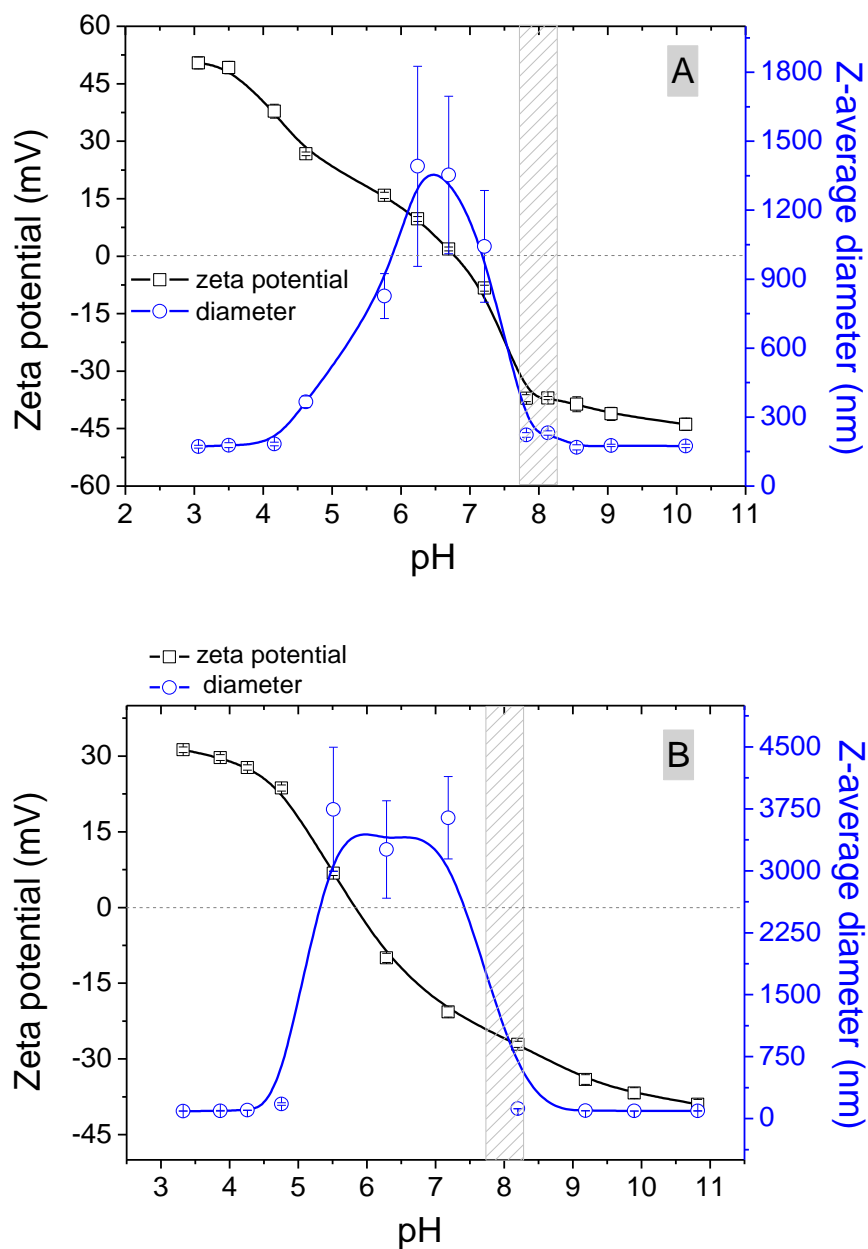 A
Zeta potential (mV)
60
45
30
15
0
-15
-30
-45
-60
zeta potential
diameter
1800
1500
1200
900
600
300
0
Z-average diameter (nm)
2 3 4 5 6 7 8 9 10 11
pH
zeta potential
diameter
B
Zeta potential (mV)
30
15
0
-15
-30
-45
4500
3750
3000
2250
1500
750
0
Z-average diameter (nm)
3 4 5 6 7 8 9 10 11
pH